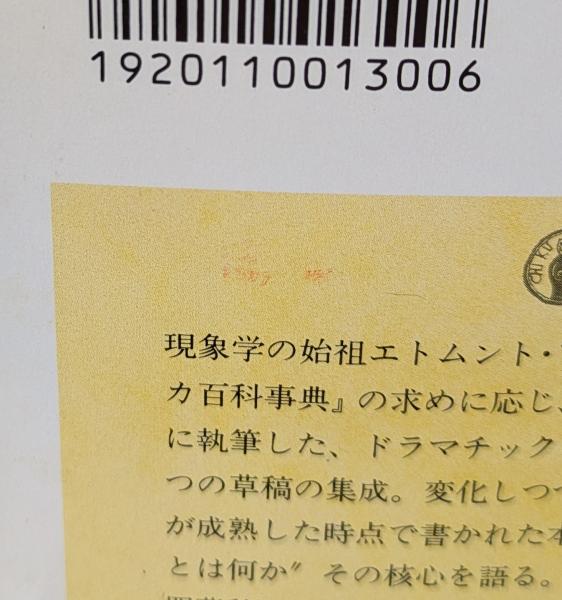 1920110013006
CHIKU
現象学の始祖エトムント・
カ百科事典』の求めに応じ、
に執筆した、ドラマチック
つの草稿の集成。変化しつつ
が成熟した時点で書かれた本
とは何か〟その核心を語る。